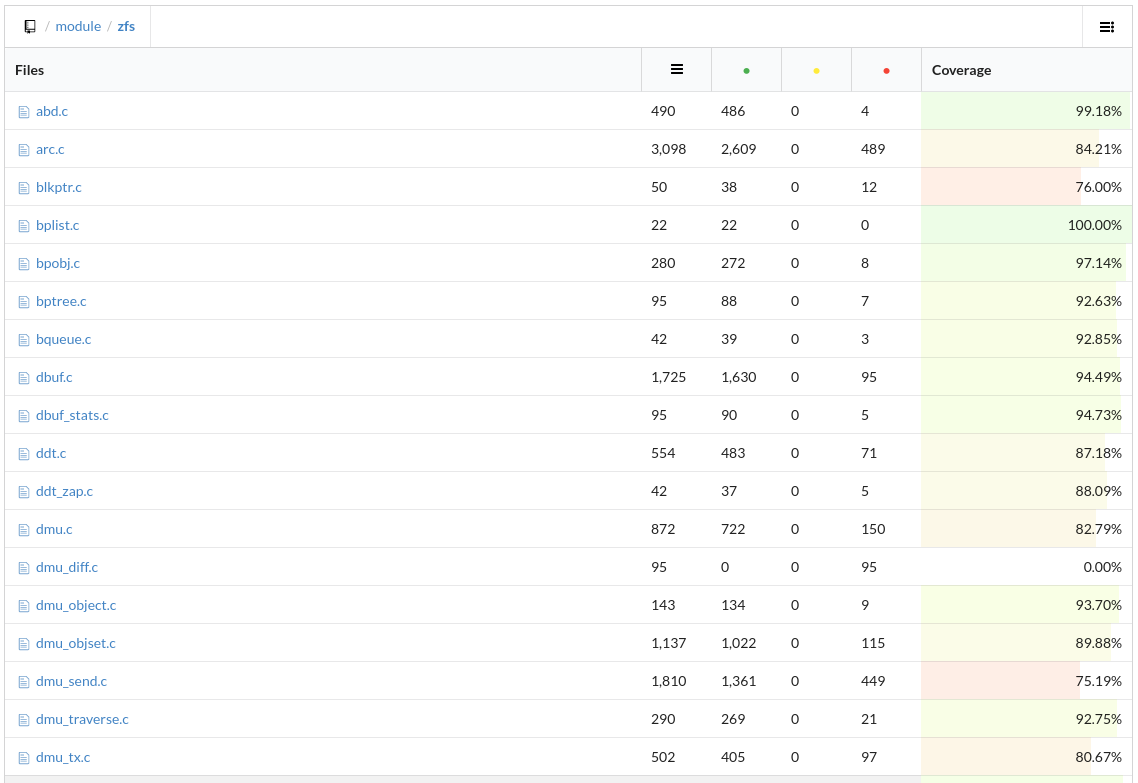 / module / zfs
Files Coverage
abd.c 490 486 0 4 99.18%
arc.c 3,098 2,609 0 489 84.21%
blkptr.c 50 38 0 12 76.00%
bplist.c 22 22 0 0 100.00%
bpobj.c 280 272 0 8 97.14%
bptree.c 95 88 0 7 92.63%
bqueue.c 42 39 0 3 92.85%
dbuf.c 1,725 1,630 0 95 94.49%
dbuf_stats.c 95 90 0 5 94.73%
ddt.c 554 483 0 71 87.18%
ddt_zap.c 42 37 0 5 88.09%
dmu.c 872 722 0 150 82.79%
dmu_diff.c 95 0 0 95 0.00%
dmu_object.c 143 134 0 9 93.70%
dmu_objset.c 1,137 1,022 0 115 89.88%
dmu_send.c 1,810 1,361 0 449 75.19%
dmu_traverse.c 290 269 0 21 92.75%
dmu_tx.c 502 405 0 97 80.67%